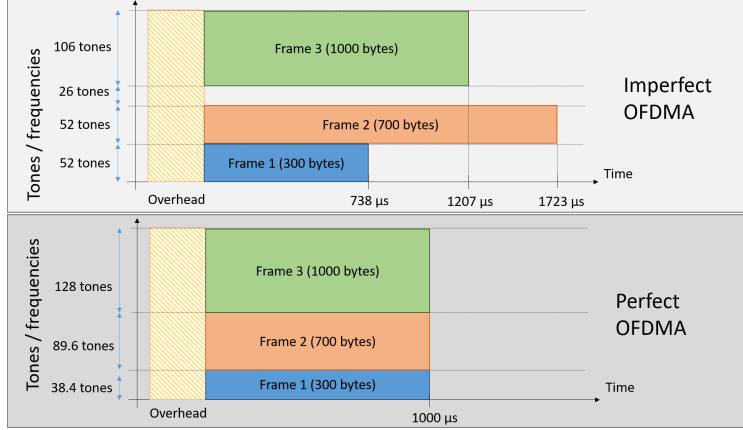 Tones / frequencies
106 tones
26 tones
52 tones
52 tones
Frame 3 (1000 bytes)
Frame 2 (700 bytes)
Frame 1 (300 bytes)
Imperfect
OFDMA
Time
Overhead
738 µs
1207 µs
1723 µs
Tones / frequencies
128 tones
89.6 tones
38.4 tones
Frame 3 (1000 bytes)
Frame 2 (700 bytes)
Frame 1 (300 bytes)
Perfect
OFDMA
Time
Overhead
1000 µs